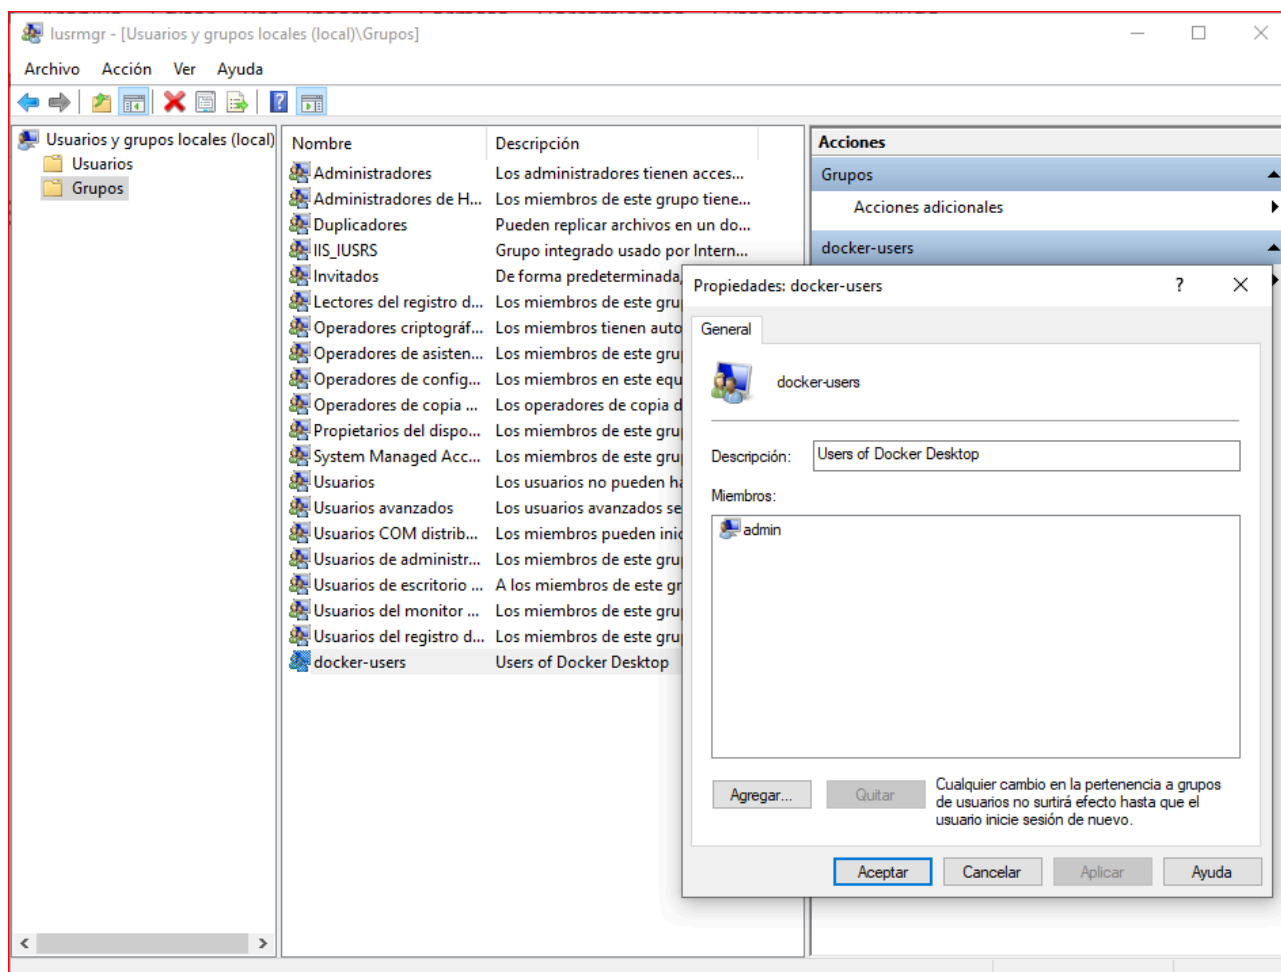 lusrmgr - [Usuarios y grupos locales (local)\Grupos]
Archivo Acción Ver Ayuda
Usuarios y grupos locales (local)
Usuarios
Grupos
Nombre Descripción
Administradores Los administradores tienen acces...
Administradores de H... Los miembros de este grupo tiene...
Duplicadores Pueden replicar archivos en un do...
IIS_IUSRS Grupo integrado usado por Intern...
Invitados De forma predeterminada,
Lectores del registro d... Los miembros de este gru
Operadores criptográf... Los miembros tienen auto
Operadores de asisten... Los miembros de este gru
Operadores de config... Los miembros en este equ
Operadores de copia ... Los operadores de copia d
Propietarios del dispo... Los miembros de este gru
System Managed Acc... Los miembros de este gru
Usuarios Los usuarios no pueden ha
Usuarios avanzados Los usuarios avanzados se
Usuarios COM distrib... Los miembros pueden inic
Usuarios de administr... Los miembros de este gru
Usuarios de escritorio ... A los miembros de este gr
Usuarios del monitor ... Los miembros de este gru
Usuarios del registro d... Los miembros de este gru
docker-users Users of Docker Desktop
Acciones
Grupos
Acciones adicionales
docker-users
Propiedades: docker-users
General
docker-users
Descripción: Users of Docker Desktop
Miembros:
admin
Agregar... Quitar
Cualquier cambio en la pertenencia a grupos
de usuarios no surtirá efecto hasta que el
usuario inicie sesión de nuevo.
Aceptar Cancelar Aplicar Ayuda